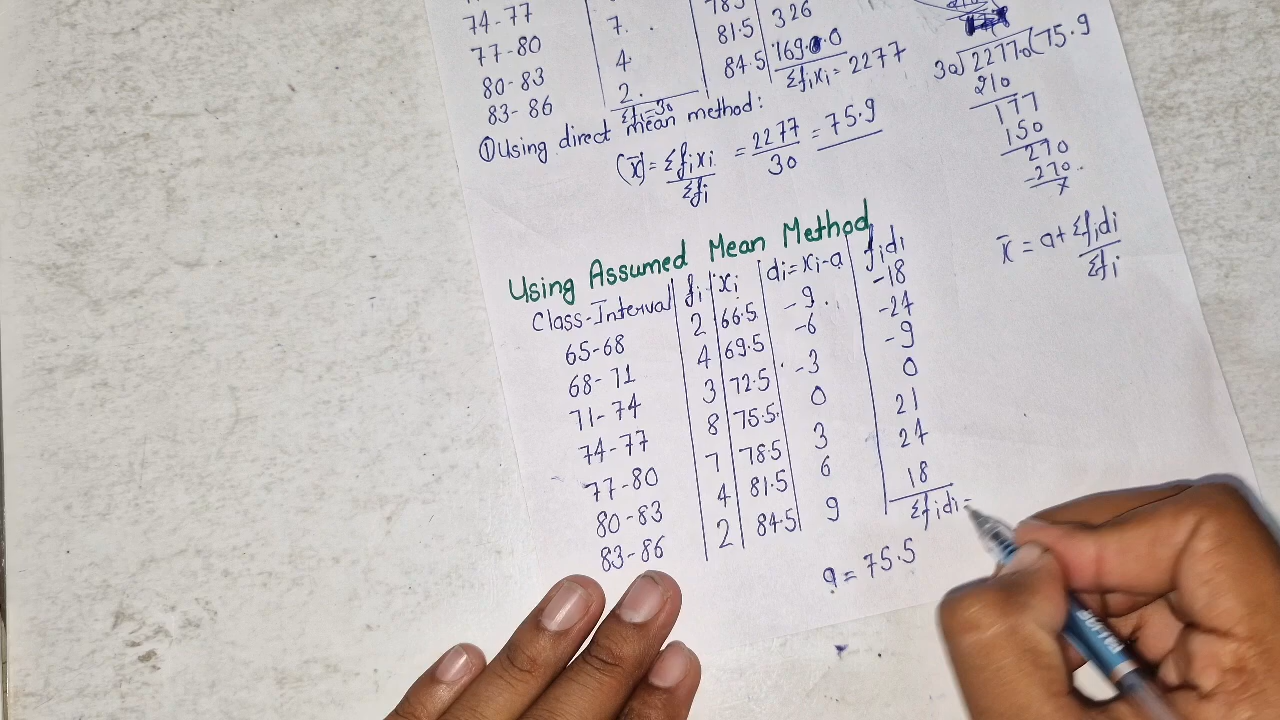 74-77 7. 785
77-80 4 81.5 326
80-83 2. 84.5 169.0.0
83-86 Σfi=30 Σfixi = 2277
① Using direct mean method:
(x̄) = Σfixi/Σfi = 2277/30 = 75.9
30)2277.0(75.9
210
177
150
270
-270
x
x̄ = a+ Σfidi/Σfi
Using Assumed Mean Method
Class-Interval fi xi di=xi-a fidi
65-68 2 66.5 -9 -18
68-71 4 69.5 -6 -24
71-74 3 72.5 -3 -9
74-77 8 75.5 0 0
77-80 7 78.5 3 21
80-83 4 81.5 6 24
83-86 2 84.5 9 18
Σfidi=
a = 75.5